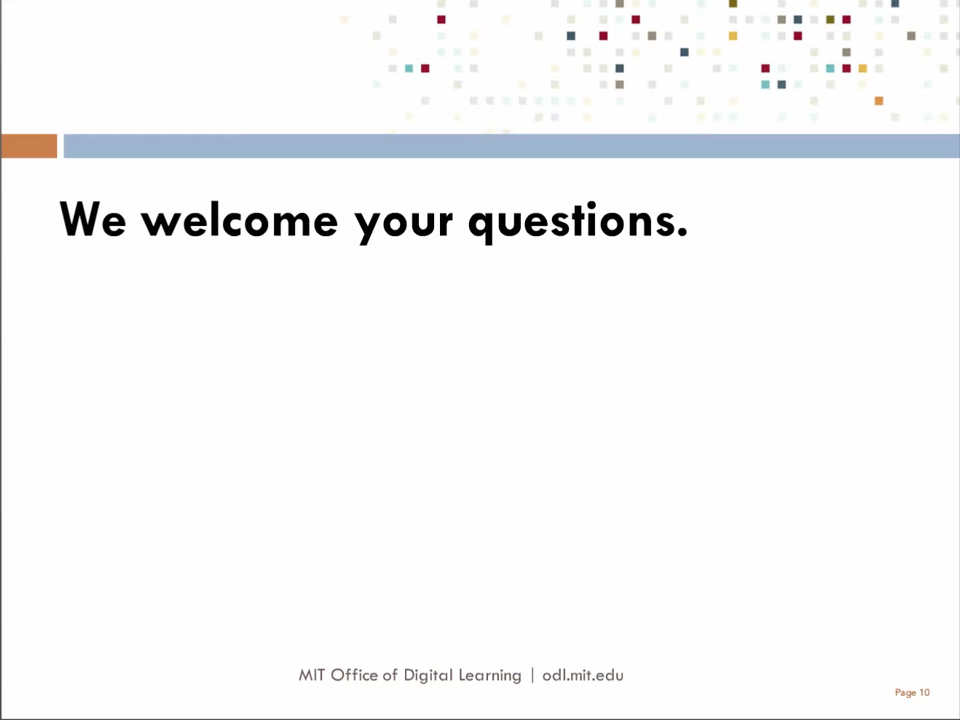 We welcome your questions.
MIT Office of Digital Learning | odl.mit.edu
Page 10